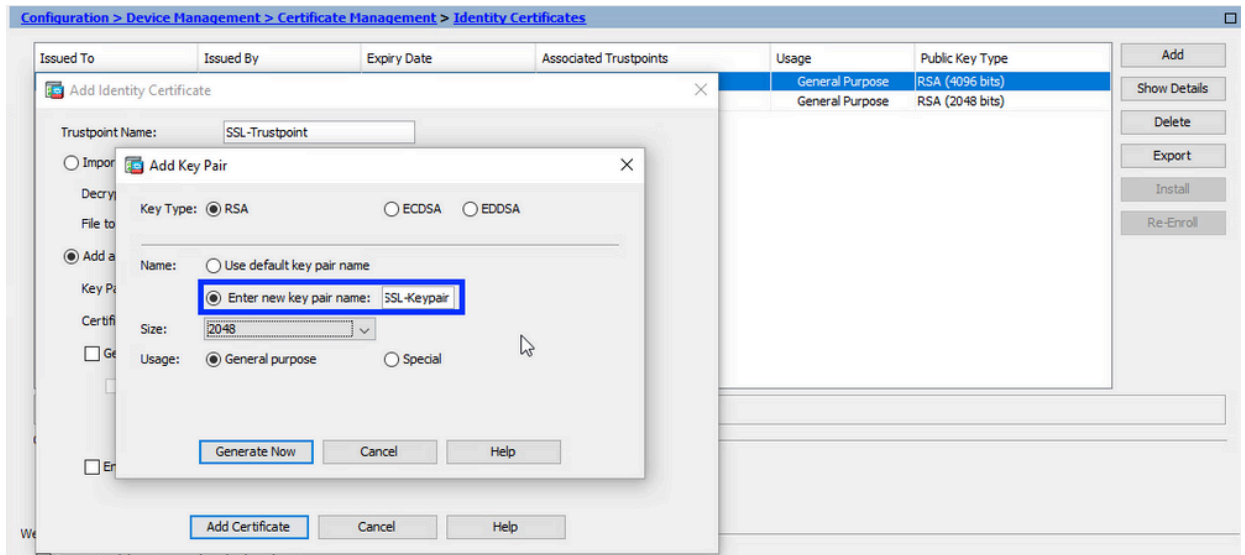 Configuration > Device Management > Certificate Management > Identity Certificates
Issued To Issued By Expiry Date Associated Trustpoints Usage Public Key Type
General Purpose RSA (4096 bits)
General Purpose RSA (2048 bits)
Add
Show Details
Delete
Export
Install
Re-Enroll
Add Identity Certificate
Trustpoint Name: SSL-Trustpoint
Impor
Decry
File to
Add a
Key Pa
Certifi
Ge
En
Add Key Pair
Key Type: RSA ECDSA EDDSA
Name: Use default key pair name
Enter new key pair name: SSL-Keypair
Size: 2048
Usage: General purpose Special
Generate Now Cancel Help
Add Certificate Cancel Help
We